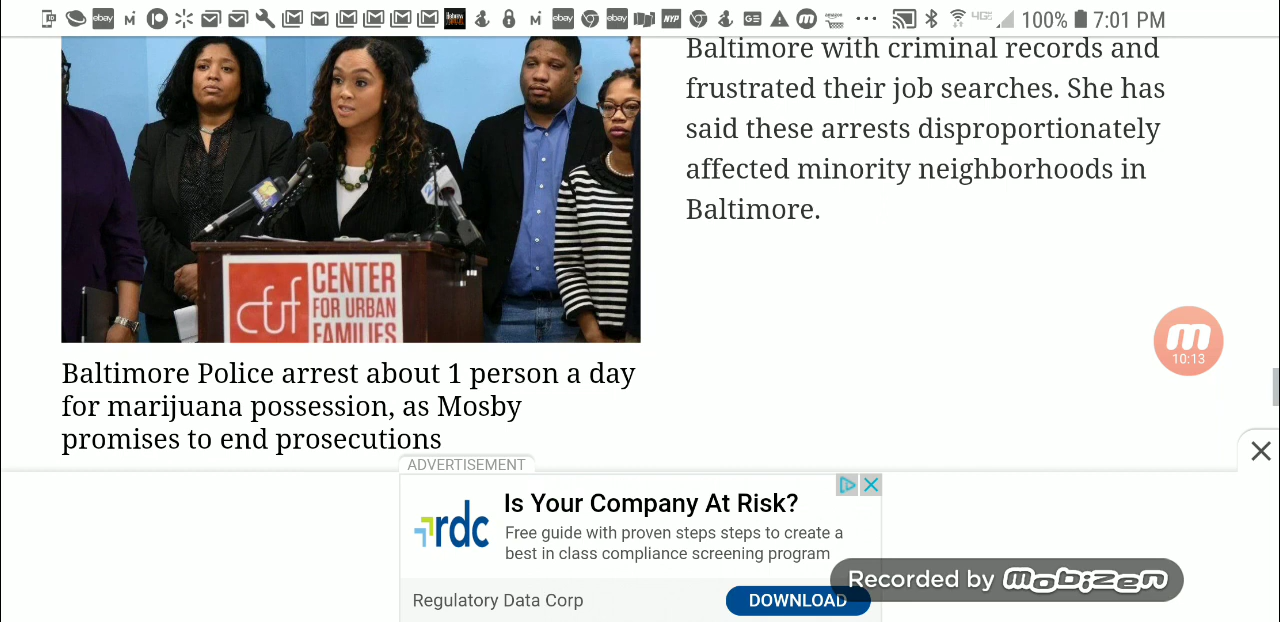 100% 7:01 PM
CENTER
FOR URBAN
FAMILIES
cfuf
Baltimore Police arrest about 1 person a day
for marijuana possession, as Mosby
promises to end prosecutions
Baltimore with criminal records and
frustrated their job searches. She has
said these arrests disproportionately
affected minority neighborhoods in
Baltimore.
10:13
ADVERTISEMENT
rdc
Is Your Company At Risk?
Free guide with proven steps steps to create a
best in class compliance screening program
Regulatory Data Corp
DOWNLOAD
Recorded by mobizen